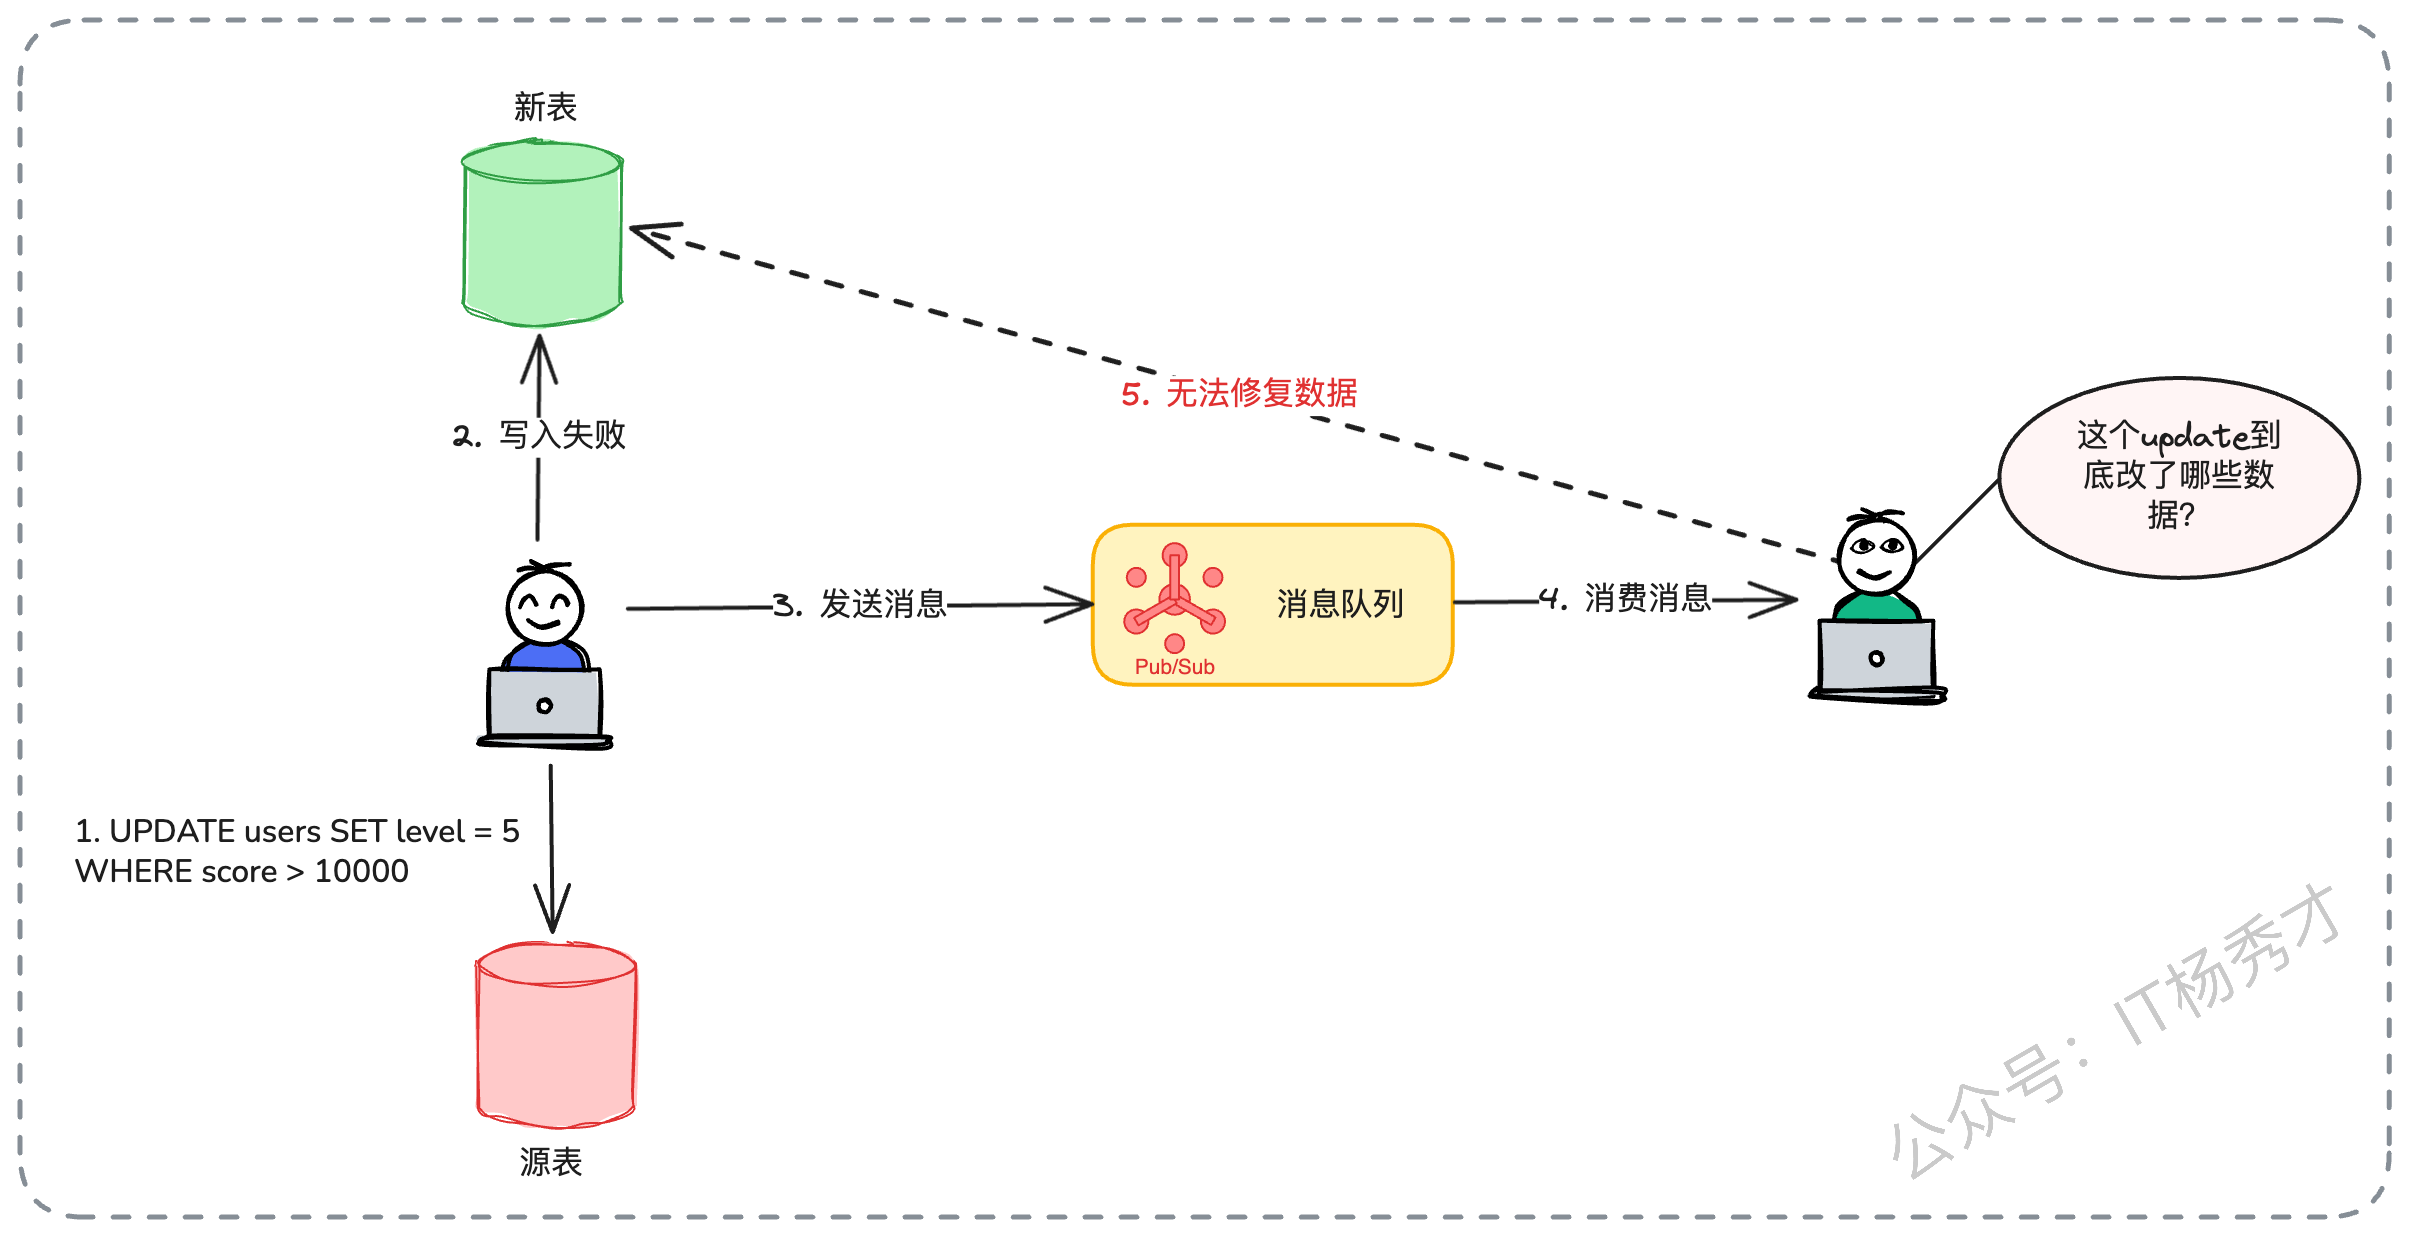 新表
2. 写入失败
5. 无法修复数据
这个update到
底改了哪些数
据?
3. 发送消息
消息队列
Pub/Sub
4. 消费消息
1. UPDATE users SET level = 5
WHERE score > 10000
源表
公众号：IT杨秀才